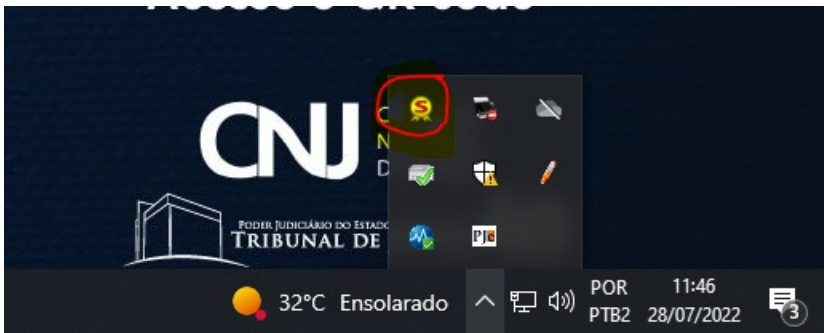 CNJ
C
N
D
S
PODER JUDICIÁRIO DO ESTADO
TRIBUNAL DE
PJe
32°C Ensolarado
POR
PTB2
11:46
28/07/2022
3